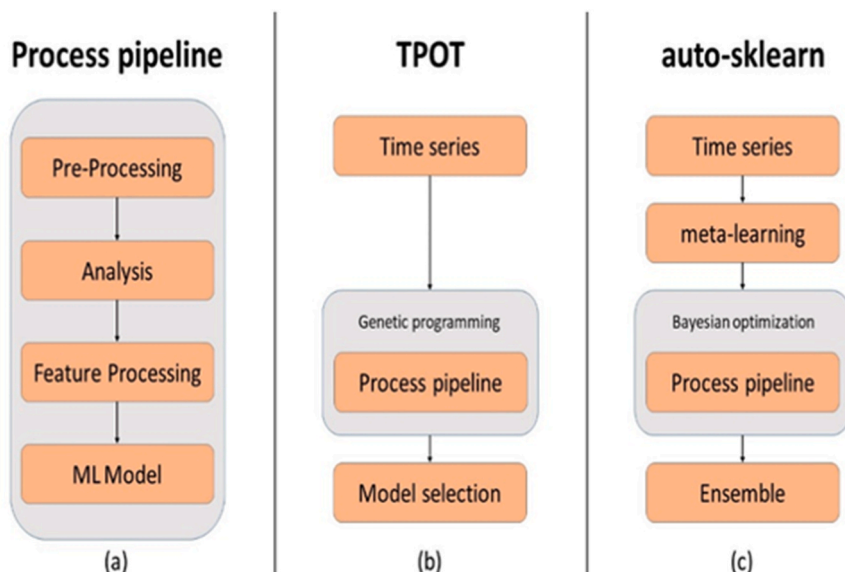 Process pipeline
Pre-Processing
Analysis
Feature Processing
ML Model
(a)
TPOT
Time series
Genetic programming
Process pipeline
Model selection
(b)
auto-sklearn
Time series
meta-learning
Bayesian optimization
Process pipeline
Ensemble
(c)